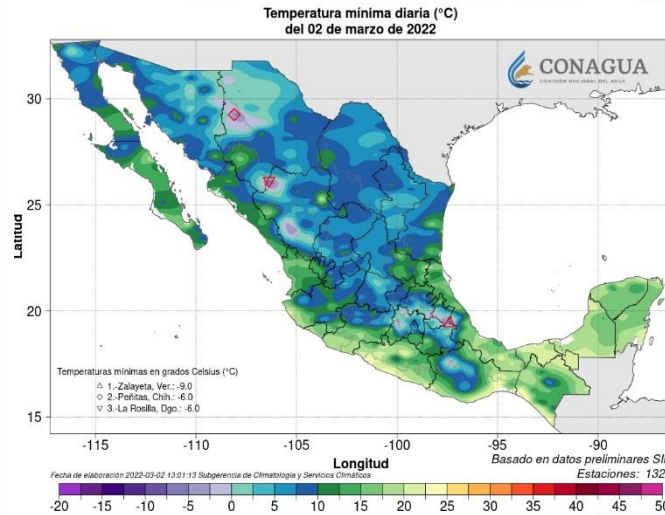 Temperatura mínima diaria (°C)
del 02 de marzo de 2022
CONAGUA
COMISIÓN NACIONAL DEL AGUA
Latitud
30
25
20
15
Temperaturas mínimas en grados Celsius (°C)
1.-Zalayeta, Ver.: -9.0
2.-Peñitas, Chih.: -6.0
3.-La Rosilla, Dgo.: -6.0
-115 -110 -105 -100 -95 -90
Longitud
Basado en datos preliminares
Fecha de elaboración 2022-03-02 13:01:13 Subgerencia de Climatología y Servicios Climáticos
Estaciones: 132
-20 -15 -10 -5 0 5 10 15 20 25 30 35 40 45